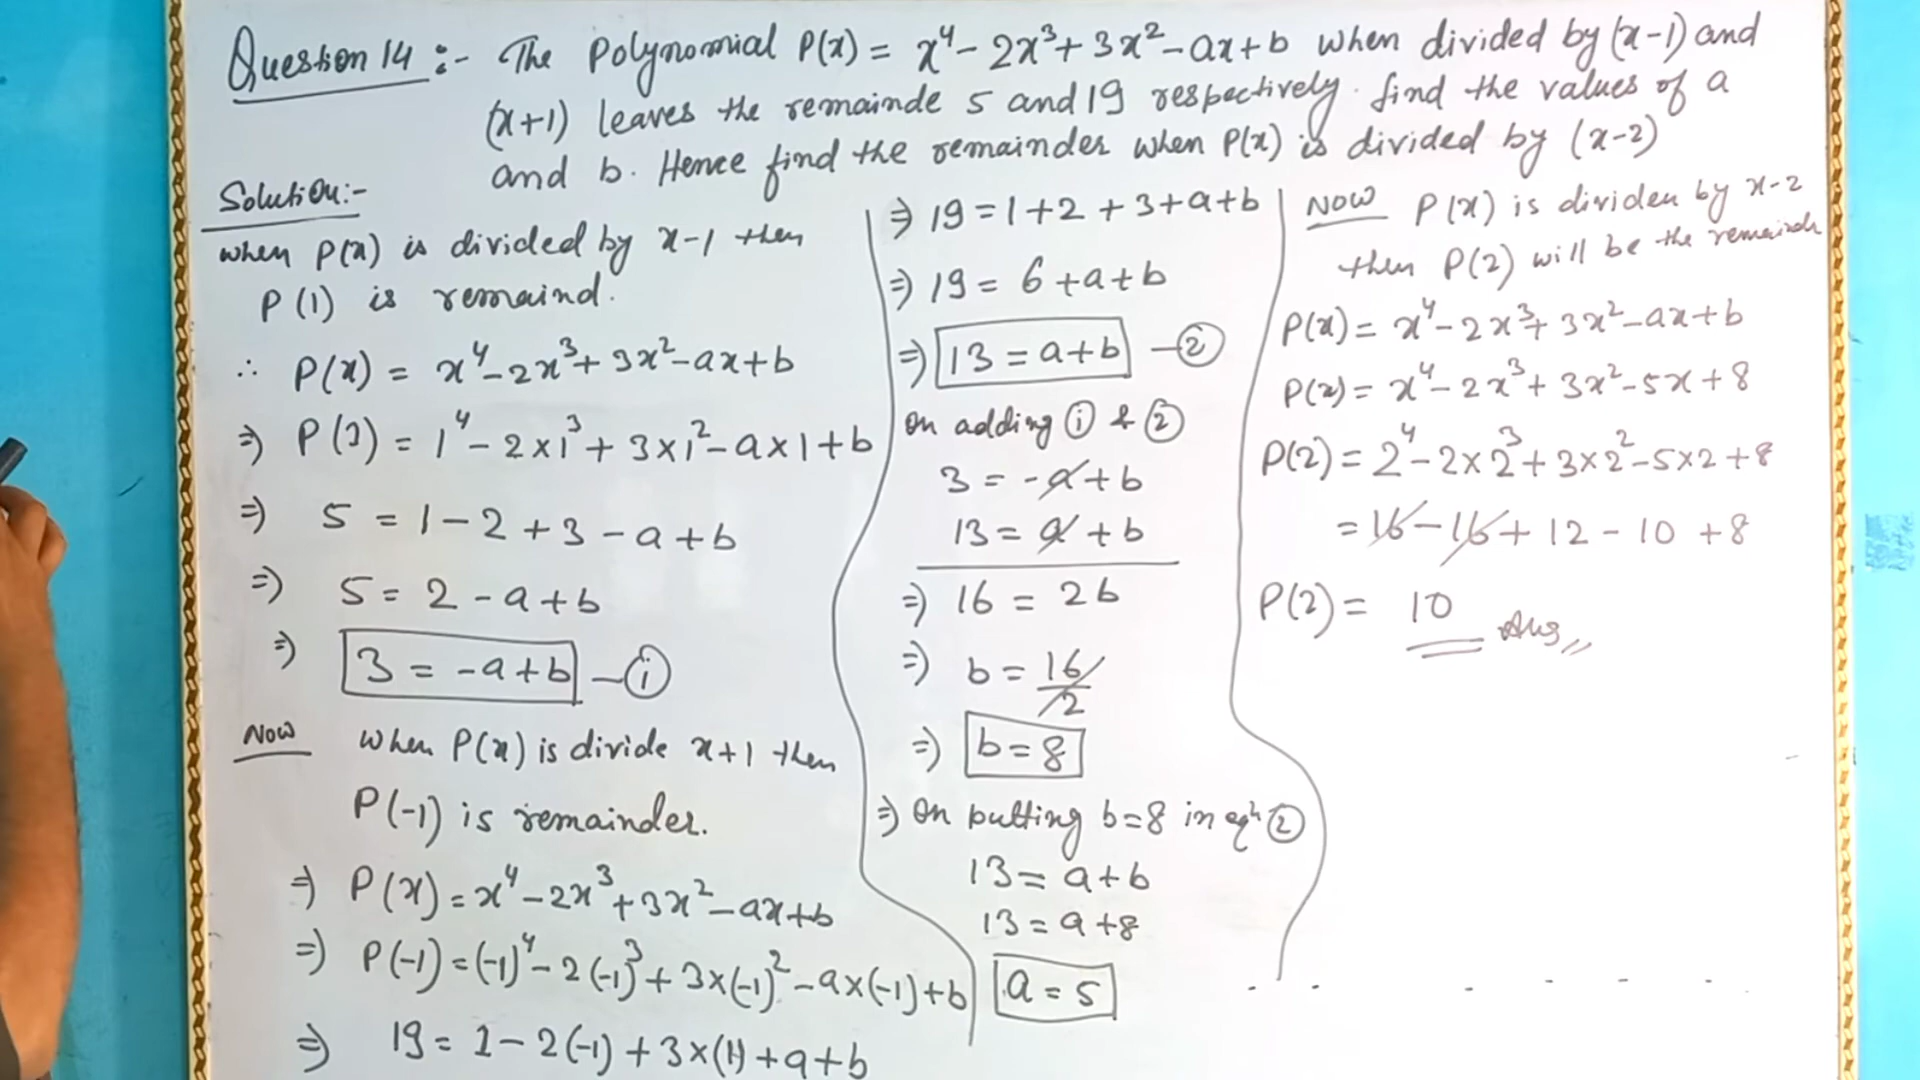 Question 14 :- The Polynomial P(x) = x⁴ - 2x³ + 3x² - ax + b when divided by (x-1) and
(x+1) leaves the remainde 5 and 19 respectively. find the values of a
and b. Hence find the remainder when P(x) is divided by (x-2)
Solution:-
when P(x) is divided by x-1 then
P(1) is remaind.
∴ P(x) = x⁴ - 2x³ + 3x² - ax + b
⇒ P(1) = 1⁴ - 2×1³ + 3×1² - a×1 + b
⇒ 5 = 1 - 2 + 3 - a + b
⇒ 5 = 2 - a + b
⇒ 3 = -a + b — ①
Now when P(x) is divide x+1 then
P(-1) is remainder.
⇒ P(x) = x⁴ - 2x³ + 3x² - ax + b
⇒ P(-1) = (-1)⁴ - 2(-1)³ + 3×(-1)² - a×(-1) + b
⇒ 19 = 1 - 2(-1) + 3×(1) + a + b
⇒ 19 = 1 + 2 + 3 + a + b
⇒ 19 = 6 + a + b
⇒ 13 = a + b — ②
on adding ① & ②
3 = -a + b
13 = a + b
⇒ 16 = 2b
⇒ b = 16/2
⇒ b = 8
⇒ On putting b=8 in eqⁿ ②
13 = a + b
13 = a + 8
a = 5
Now P(x) is dividen by x-2
then P(2) will be the remainde
P(x) = x⁴ - 2x³ + 3x² - ax + b
P(x) = x⁴ - 2x³ + 3x² - 5x + 8
P(2) = 2⁴ - 2×2³ + 3×2² - 5×2 + 8
= 16 - 16 + 12 - 10 + 8
P(2) = 10 Ans